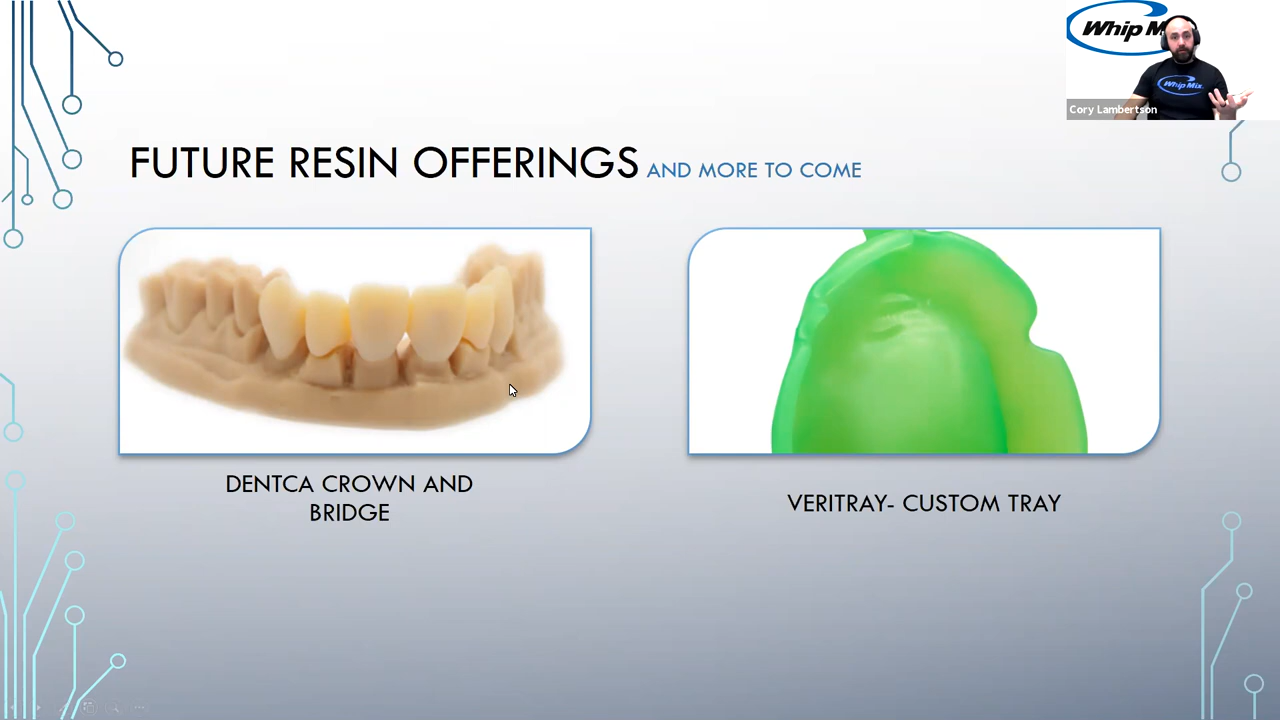 Whip M
Whip Mix
Cory Lambertson
FUTURE RESIN OFFERINGS AND MORE TO COME
DENTCA CROWN AND
BRIDGE
VERITRAY- CUSTOM TRAY